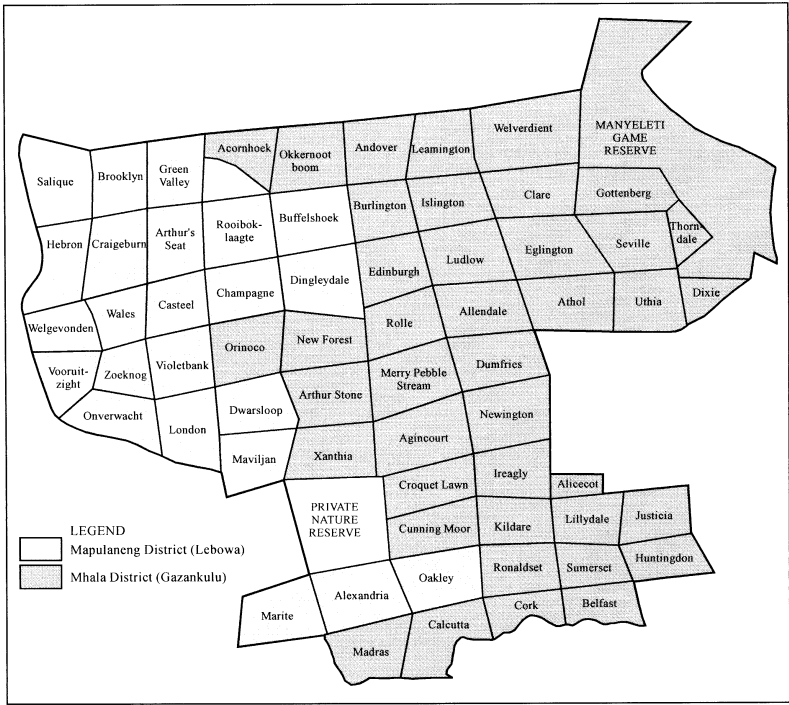 Welverdient
MANYELETI
GAME
RESERVE
Acornhoek
Okkernoot
boom
Andover
Leamington
Salique
Brooklyn
Green
Valley
Clare
Gottenberg
Burlington
Islington
Buffelshoek
Rooibok-
laagte
Arthur's
Seat
Hebron
Craigeburn
Thorn-
dale
Seville
Eglington
Ludlow
Edinburgh
Dingleydale
Champagne
Casteel
Wales
Welgevonden
Dixie
Uthia
Athol
Allendale
Rolle
New Forest
Orinoco
Violetbank
Zoeknog
Vooruit-
zight
Dumfries
Merry Pebble
Stream
Arthur Stone
Dwarsloop
Onverwacht
London
Newington
Agincourt
Xanthia
Maviljan
Ireagly
Croquet Lawn
Alicecot
PRIVATE
NATURE
RESERVE
Cunning Moor
Kildare
Lillydale
Justicia
Huntingdon
Somerset
Ronaldset
Oakley
Alexandria
Marite
Cork
Belfast
Calcutta
Madras
LEGEND
Mapulaneng District (Lebowa)
Mhala District (Gazankulu)